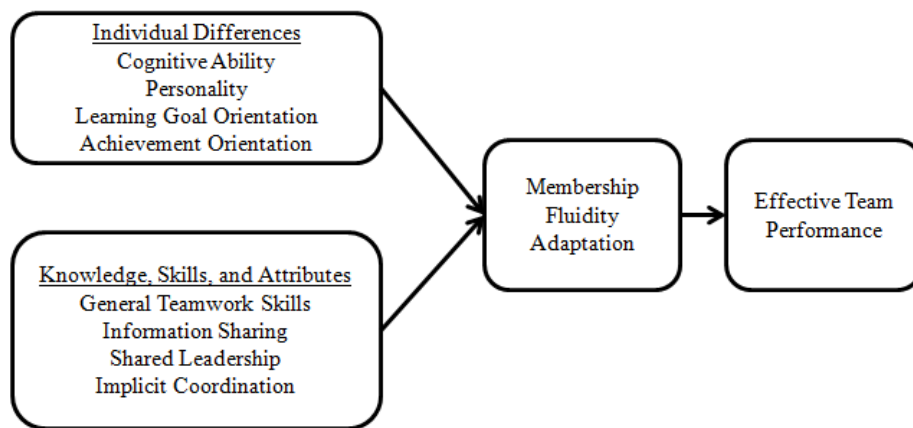 Individual Differences
Cognitive Ability
Personality
Learning Goal Orientation
Achievement Orientation
Membership
Fluidity
Adaptation
Effective Team
Performance
Knowledge, Skills, and Attributes
General Teamwork Skills
Information Sharing
Shared Leadership
Implicit Coordination